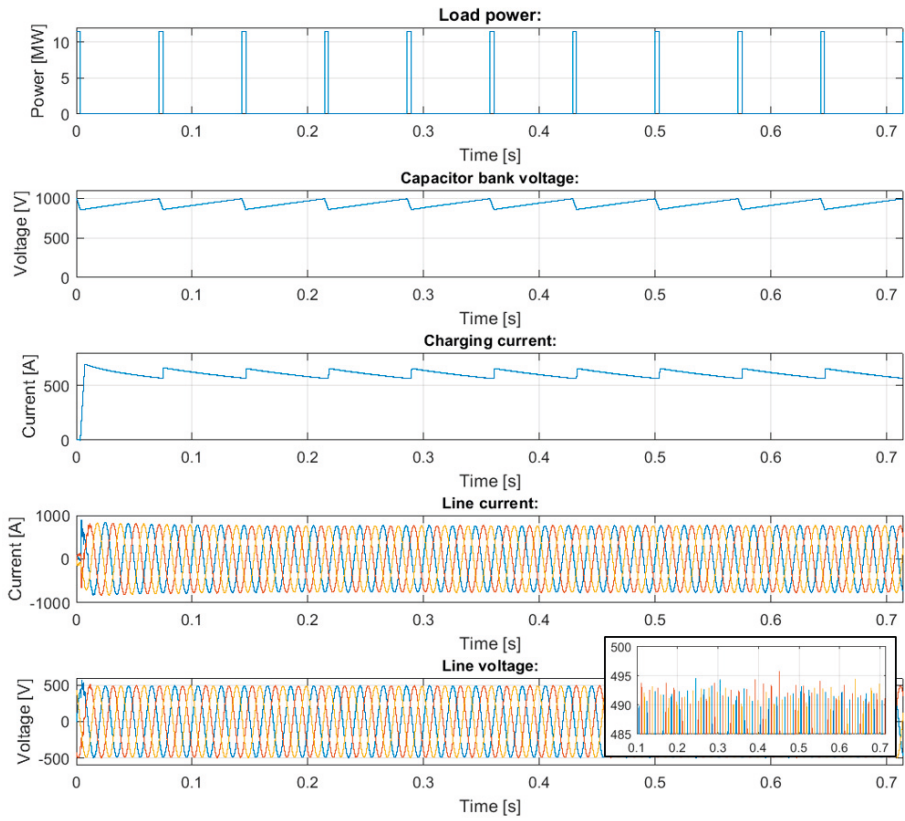 Load power:
Power [MW]
10
5
0
0 0.1 0.2 0.3 0.4 0.5 0.6 0.7
Time [s]
Capacitor bank voltage:
Voltage [V]
1000
500
0
0 0.1 0.2 0.3 0.4 0.5 0.6 0.7
Time [s]
Charging current:
Current [A]
500
0
0 0.1 0.2 0.3 0.4 0.5 0.6 0.7
Time [s]
Line current:
Current [A]
1000
0
-1000
0 0.1 0.2 0.3 0.4 0.5 0.6 0.7
Time [s]
Line voltage:
Voltage [V]
500
0
-500
0 0.1 0.2 0.3 0.4 0.5 0.6 0.7
Time [s]
500
495
490
485
0.1 0.2 0.3 0.4 0.5 0.6 0.7